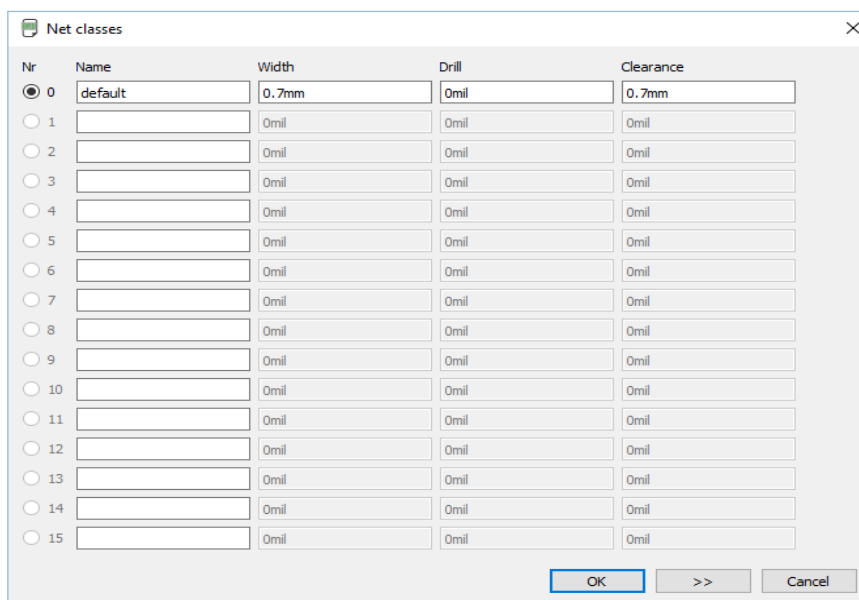 Net classes
Nr Name Width Drill Clearance
0 default 0.7mm 0mil 0.7mm
1 0mil 0mil 0mil
2 0mil 0mil 0mil
3 0mil 0mil 0mil
4 0mil 0mil 0mil
5 0mil 0mil 0mil
6 0mil 0mil 0mil
7 0mil 0mil 0mil
8 0mil 0mil 0mil
9 0mil 0mil 0mil
10 0mil 0mil 0mil
11 0mil 0mil 0mil
12 0mil 0mil 0mil
13 0mil 0mil 0mil
14 0mil 0mil 0mil
15 0mil 0mil 0mil
OK >> Cancel